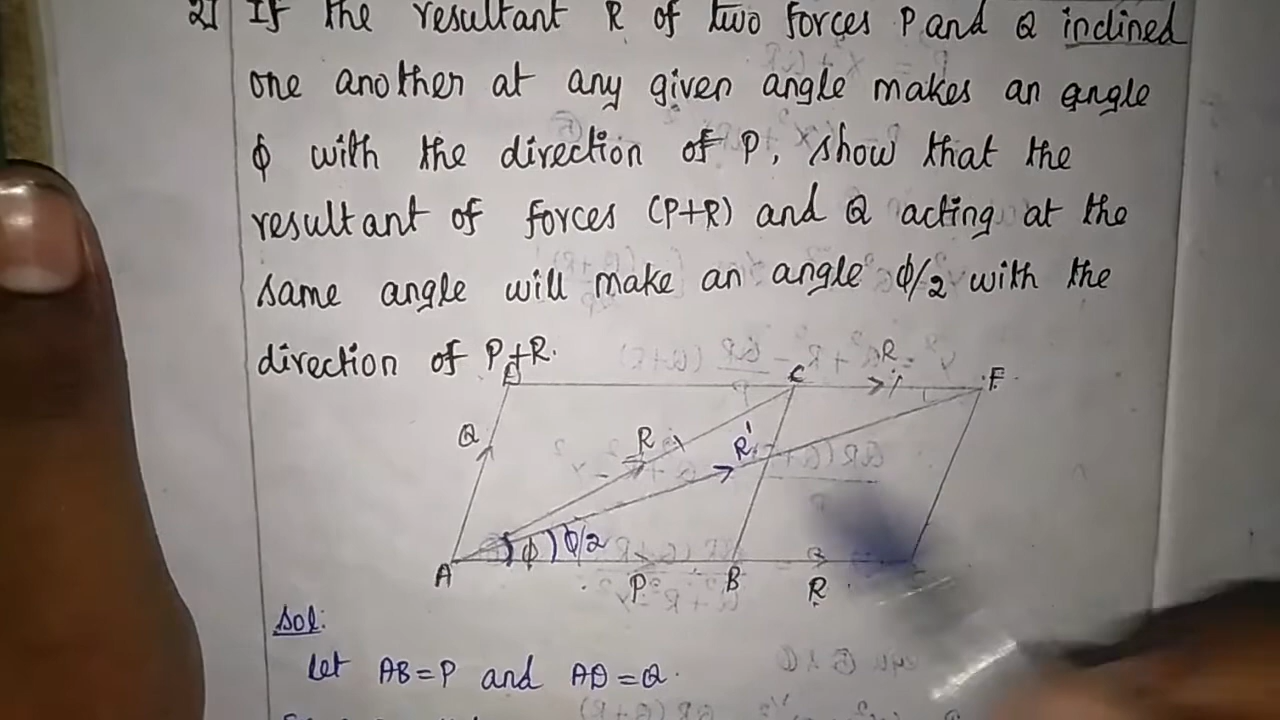 2] If the resultant R of two forces P and Q inclined
one another at any given angle makes an angle
ϕ with the direction of P, show that the
resultant of forces (P+R) and Q acting at the
same angle will make an angle ϕ/2 with the
direction of P+R.
D C R F
Q R R'
ϕ ϕ/2
A P B R
Sol:
Let AB=P and AD=Q.